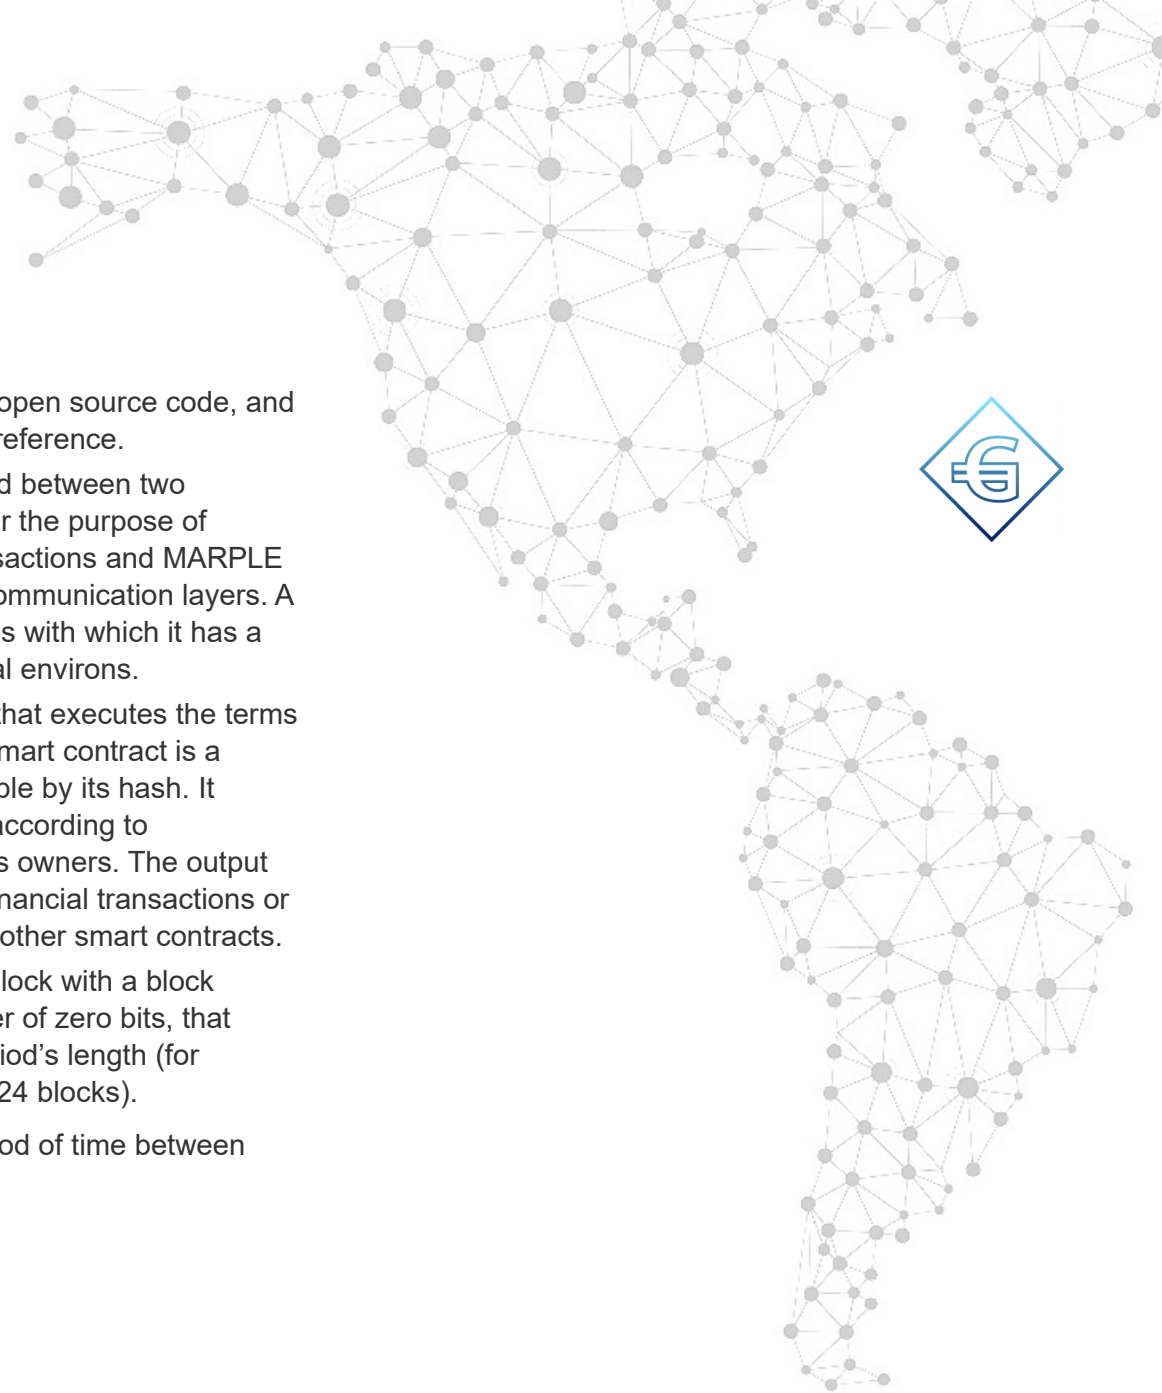 open source code, and
reference.
d between two
r the purpose of
sactions and MARPLE
ommunication layers. A
s with which it has a
al environs.
that executes the terms
mart contract is a
ble by its hash. It
according to
s owners. The output
nancial transactions or
other smart contracts.
lock with a block
er of zero bits, that
iod’s length (for
24 blocks).
od of time between